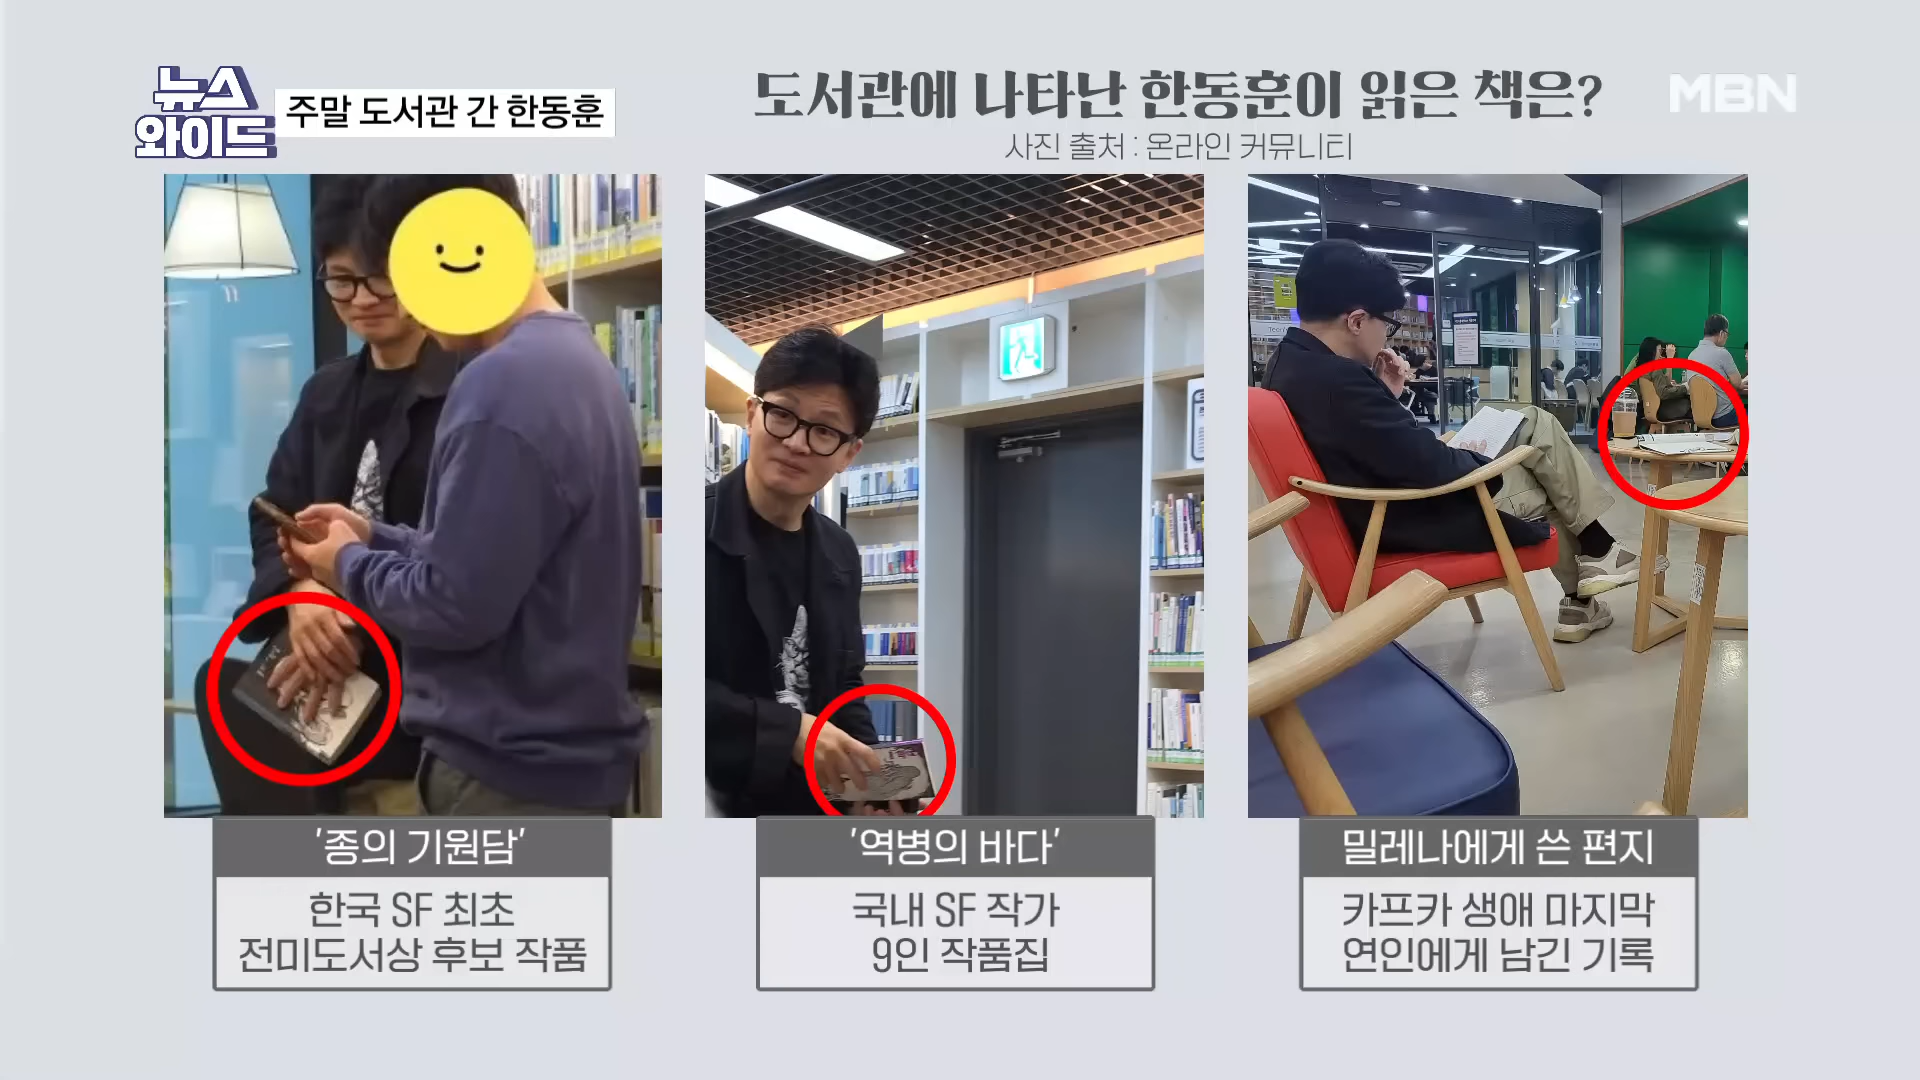 뉴스
와이드
주말 도서관 간 한동훈
도서관에 나타난 한동훈이 읽은 책은?
사진 출처 : 온라인 커뮤니티
MBN
'종의 기원담'
한국 SF 최초
전미도서상 후보 작품
'역병의 바다'
국내 SF 작가
9인 작품집
밀레나에게 쓴 편지
카프카 생애 마지막
연인에게 남긴 기록